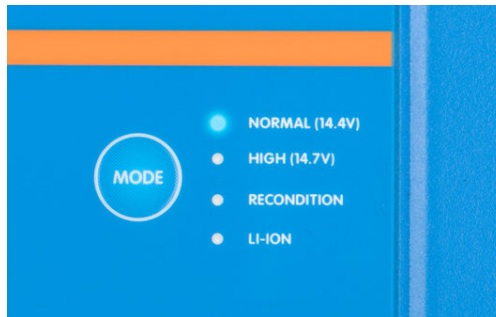 NORMAL (14.4V)
HIGH (14.7V)
MODE
RECONDITION
LI-ION